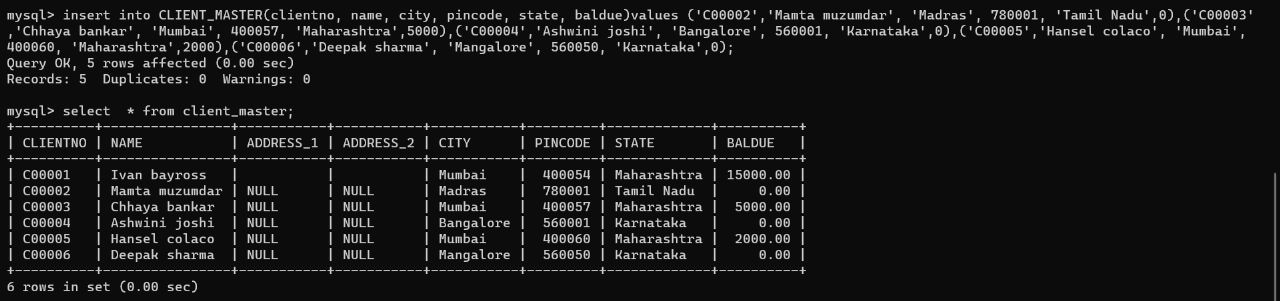 mysql> insert into CLIENT_MASTER(clientno, name, city, pincode, state, baldue)values ('C00002','Mamta muzumdar', 'Madras', 780001, 'Tamil Nadu',0),('C00003'
,'Chhaya bankar', 'Mumbai', 400057, 'Maharashtra',5000),('C00004','Ashwini joshi', 'Bangalore', 560001, 'Karnataka',0),('C00005','Hansel colaco', 'Mumbai',
400060, 'Maharashtra',2000),('C00006','Deepak sharma', 'Mangalore', 560050, 'Karnataka',0);
Query OK, 5 rows affected (0.00 sec)
Records: 5  Duplicates: 0  Warnings: 0

mysql> select  * from client_master;
+----------+----------------+-----------+-----------+-----------+---------+-------------+----------+
| CLIENTNO | NAME           | ADDRESS_1 | ADDRESS_2 | CITY      | PINCODE | STATE       | BALDUE   |
+----------+----------------+-----------+-----------+-----------+---------+-------------+----------+
| C00001   | Ivan bayross   |           |           | Mumbai    |  400054 | Maharashtra | 15000.00 |
| C00002   | Mamta muzumdar | NULL      | NULL      | Madras    |  780001 | Tamil Nadu  |     0.00 |
| C00003   | Chhaya bankar  | NULL      | NULL      | Mumbai    |  400057 | Maharashtra |  5000.00 |
| C00004   | Ashwini joshi  | NULL      | NULL      | Bangalore |  560001 | Karnataka   |     0.00 |
| C00005   | Hansel colaco  | NULL      | NULL      | Mumbai    |  400060 | Maharashtra |  2000.00 |
| C00006   | Deepak sharma  | NULL      | NULL      | Mangalore |  560050 | Karnataka   |     0.00 |
+----------+----------------+-----------+-----------+-----------+---------+-------------+----------+
6 rows in set (0.00 sec)